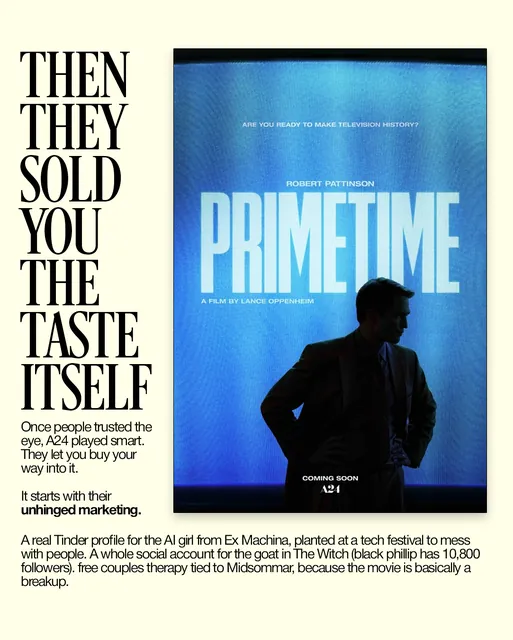 THEN
THEY
SOLD
YOU
THE
TASTE
ITSELF
Once people trusted the
eye, A24 played smart.
They let you buy your
way into it.
It starts with their
unhinged marketing.
ARE YOU READY TO MAKE TELEVISION HISTORY?
ROBERT PATTINSON
PRIMETIME
A FILM BY LANCE OPPENHEIM
COMING SOON
A24
A real Tinder profile for the AI girl from Ex Machina, planted at a tech festival to mess
with people. A whole social account for the goat in The Witch (black phillip has 10,800
followers). free couples therapy tied to Midsommar, because the movie is basically a
breakup.